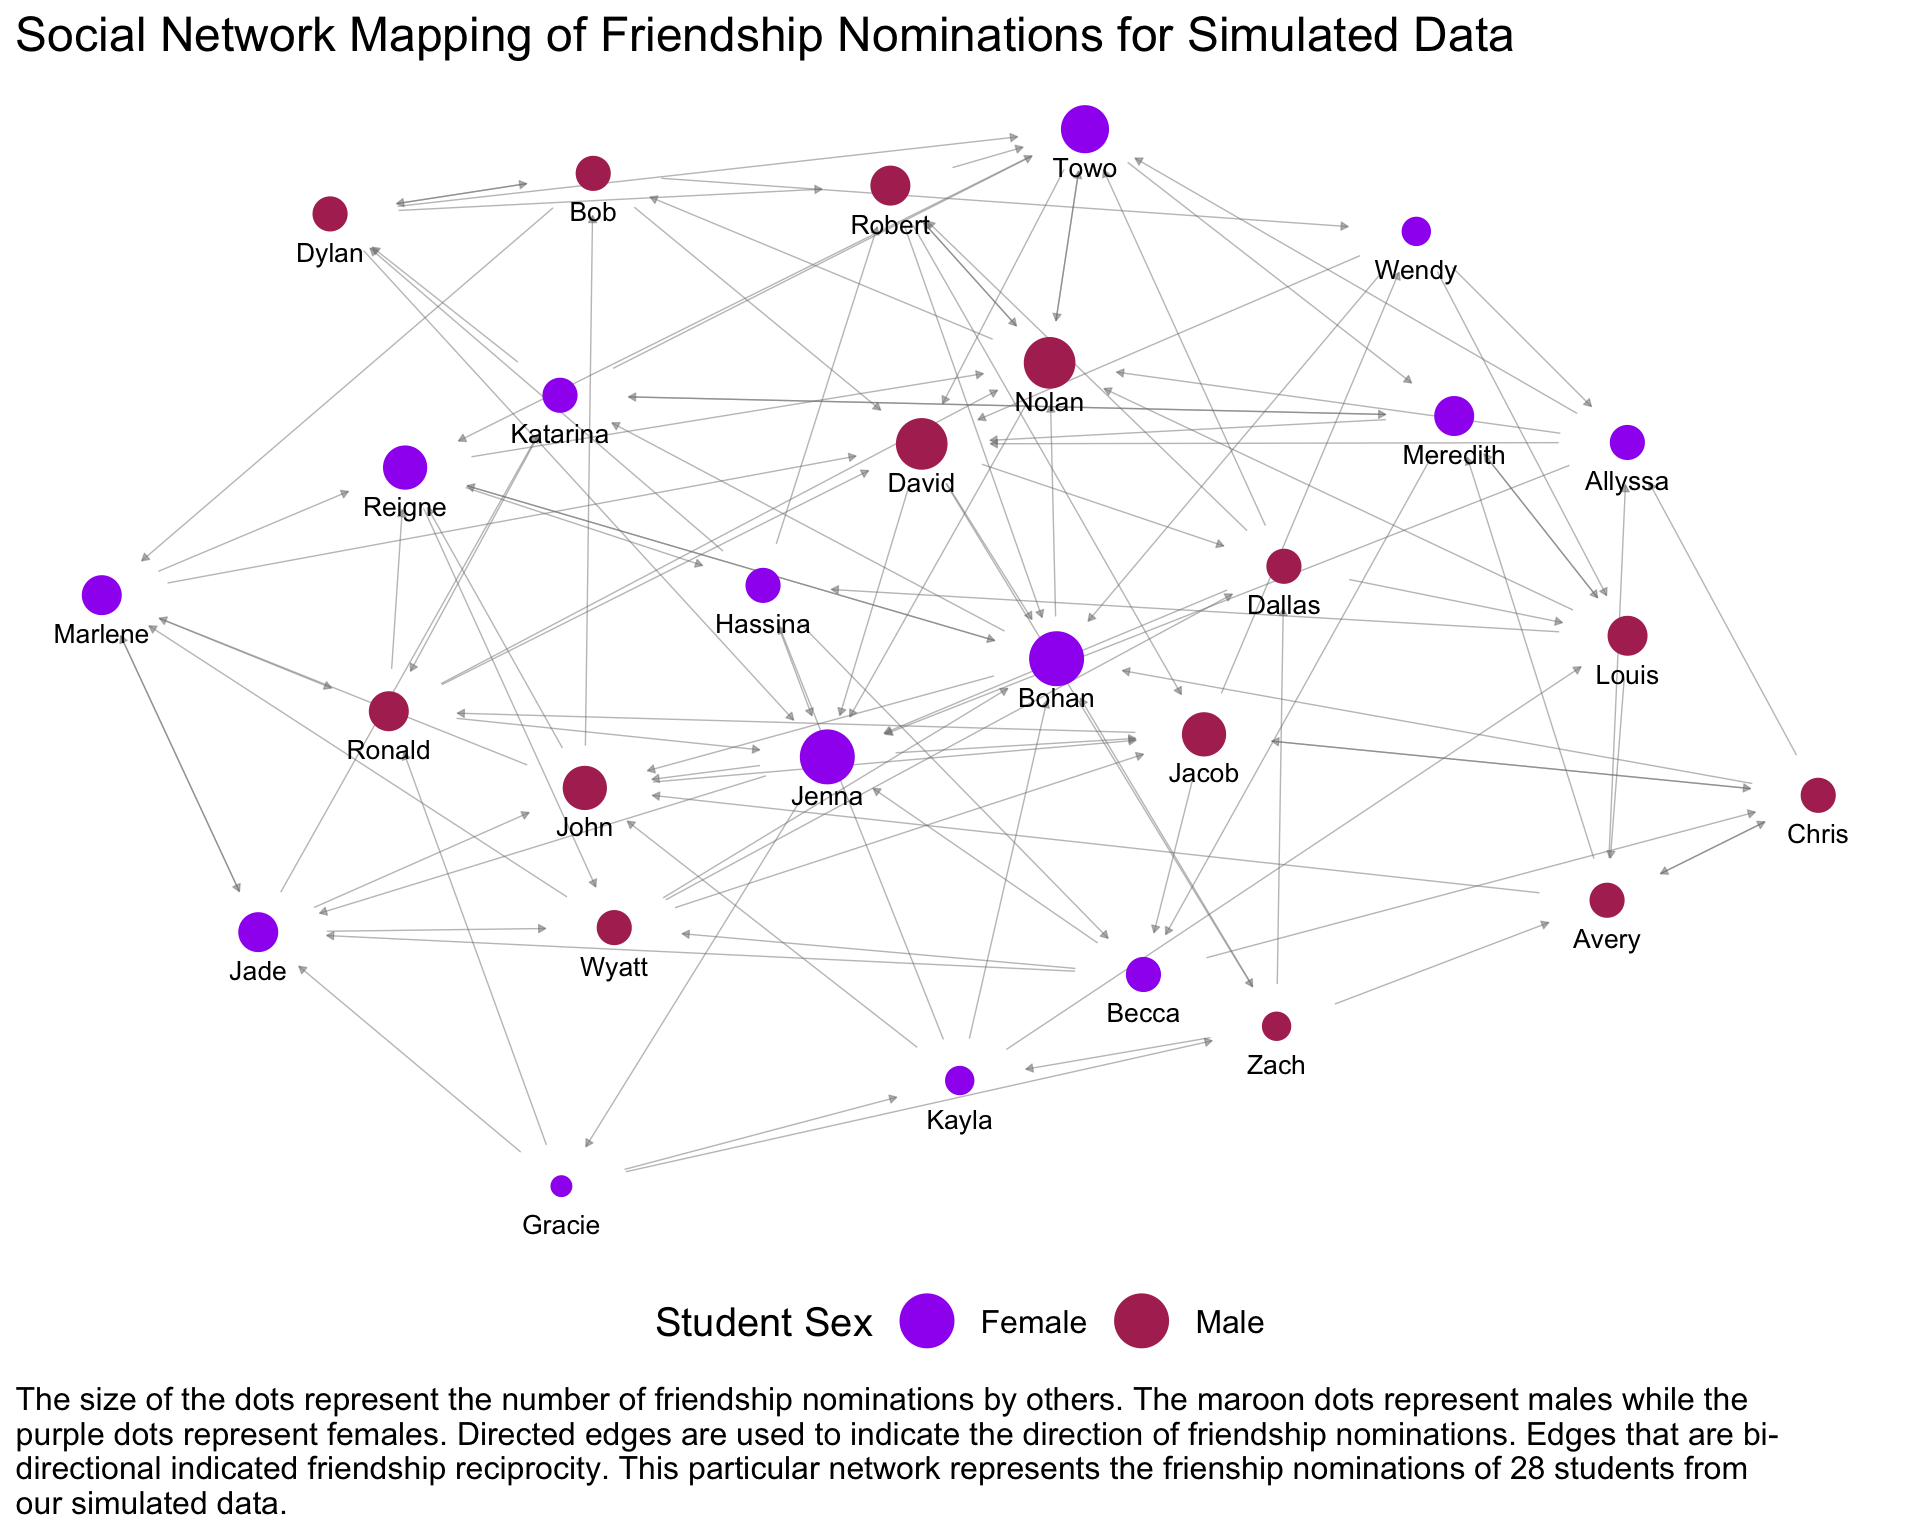 Social Network Mapping of Friendship Nominations for Simulated Data
Towo
Bob
Robert
Dylan
Wendy
Nolan
Katarina
Meredith
David
Allyssa
Reigne
Hassina
Dallas
Marlene
Louis
Bohan
Ronald
Jacob
Jenna
John
Chris
Avery
Jade
Wyatt
Becca
Zach
Kayla
Gracie
Student Sex Female Male
The size of the dots represent the number of friendship nominations by others. The maroon dots represent males while the
purple dots represent females. Directed edges are used to indicate the direction of friendship nominations. Edges that are bi-
directional indicated friendship reciprocity. This particular network represents the frienship nominations of 28 students from
our simulated data.